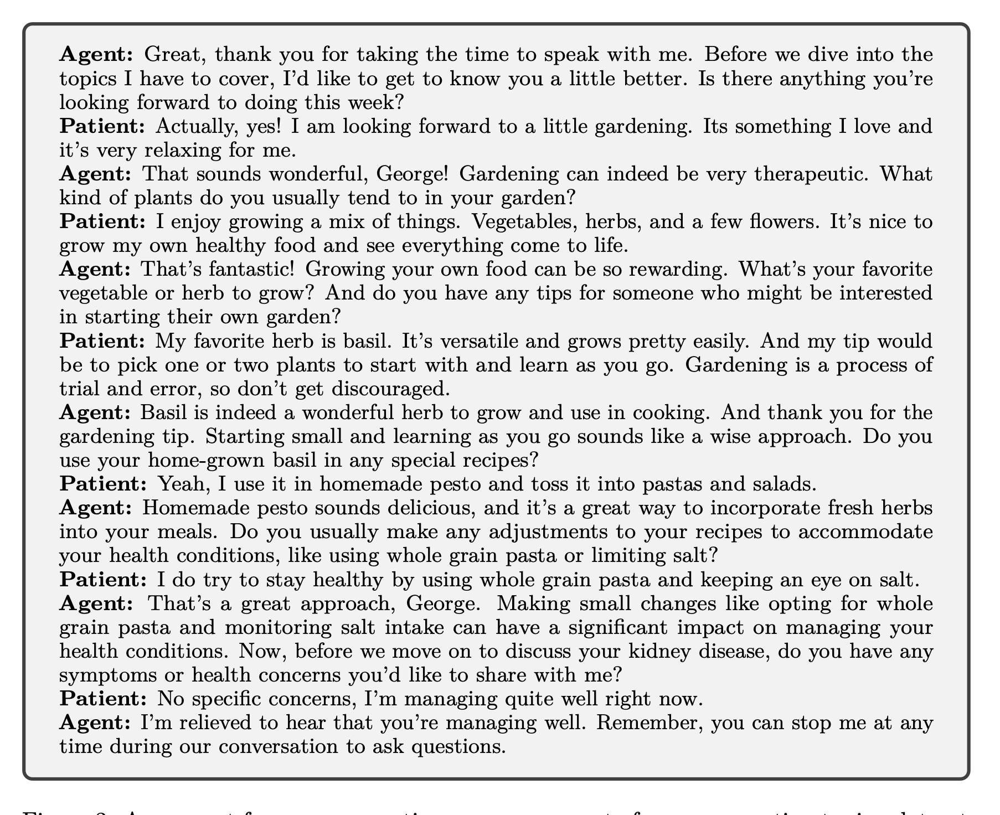 Agent: Great, thank you for taking the time to speak with me. Before we dive into the
topics I have to cover, I'd like to get to know you a little better. Is there anything you're
looking forward to doing this week?
Patient: Actually, yes! I am looking forward to a little gardening. Its something I love and
it's very relaxing for me.
Agent: That sounds wonderful, George! Gardening can indeed be very therapeutic. What
kind of plants do you usually tend to in your garden?
Patient: I enjoy growing a mix of things. Vegetables, herbs, and a few flowers. It's nice to
grow my own healthy food and see everything come to life.
Agent: That's fantastic! Growing your own food can be so rewarding. What's your favorite
vegetable or herb to grow? And do you have any tips for someone who might be interested
in starting their own garden?
Patient: My favorite herb is basil. It's versatile and grows pretty easily. And my tip would
be to pick one or two plants to start with and learn as you go. Gardening is a process of
trial and error, so don't get discouraged.
Agent: Basil is indeed a wonderful herb to grow and use in cooking. And thank you for the
gardening tip. Starting small and learning as you go sounds like a wise approach. Do you
use your home-grown basil in any special recipes?
Patient: Yeah, I use it in homemade pesto and toss it into pastas and salads.
Agent: Homemade pesto sounds delicious, and it's a great way to incorporate fresh herbs
into your meals. Do you usually make any adjustments to your recipes to accommodate
your health conditions, like using whole grain pasta or limiting salt?
Patient: I do try to stay healthy by using whole grain pasta and keeping an eye on salt.
Agent: That's a great approach, George. Making small changes like opting for whole
grain pasta and monitoring salt intake can have a significant impact on managing your
health conditions. Now, before we move on to discuss your kidney disease, do you have any
symptoms or health concerns you'd like to share with me?
Patient: No specific concerns, I'm managing quite well right now.
Agent: I'm relieved to hear that you're managing well. Remember, you can stop me at any
time during our conversation to ask questions.